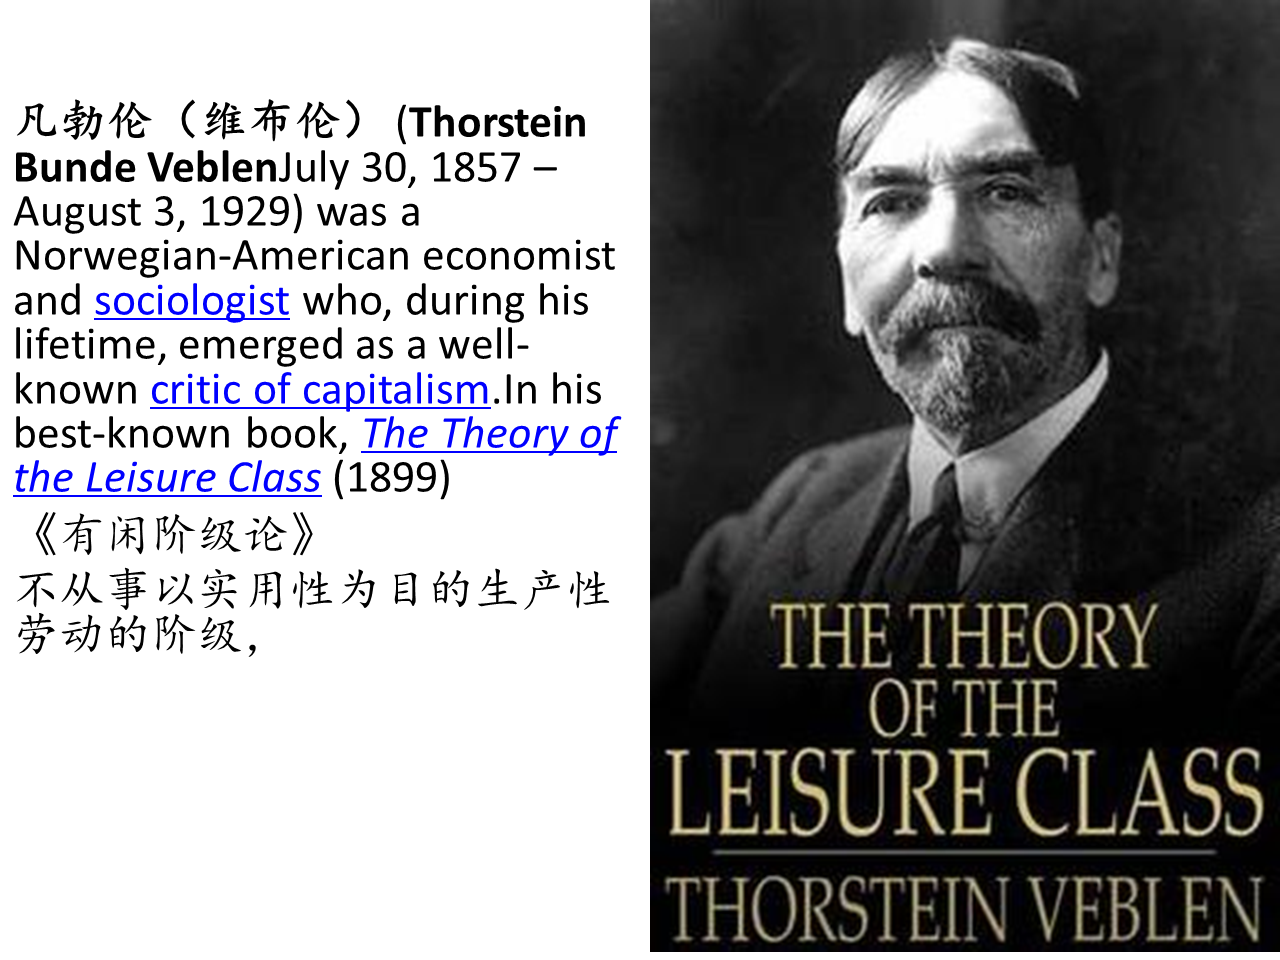 凡勃伦（维布伦） (Thorstein
Bunde VeblenJuly 30, 1857 –
August 3, 1929) was a
Norwegian-American economist
and sociologist who, during his
lifetime, emerged as a well-
known critic of capitalism.In his
best-known book, The Theory of
the Leisure Class (1899)
《有闲阶级论》
不从事以实用性为目的生产性
劳动的阶级，
THE THEORY
OF THE
LEISURE CLASS
THORSTEIN VEBLEN